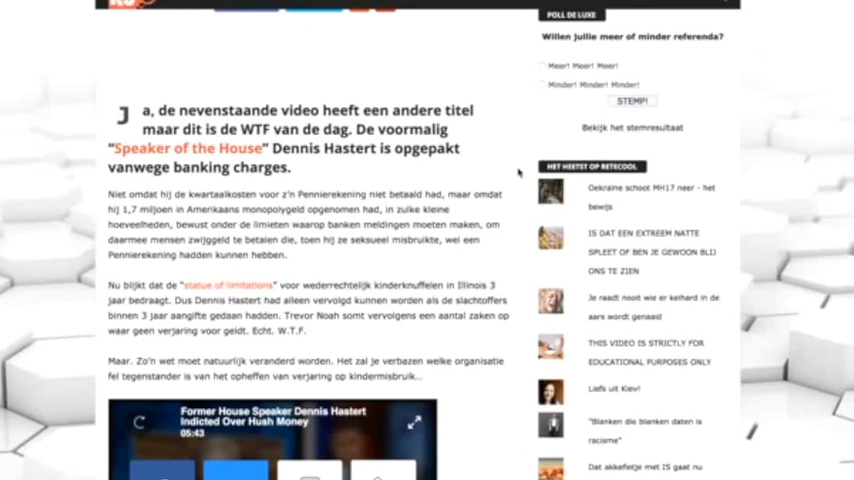 POLL DE LUXE
Willen jullie meer of minder referenda?
Meer! Meer! Meer!
Minder! Minder! Minder!
STEMP!
Bekijk het stemresultaat
Ja, de nevenstaande video heeft een andere titel
maar dit is de WTF van de dag. De voormalig
“Speaker of the House” Dennis Hastert is opgepakt
vanwege banking charges.
Niet omdat hij de kwartaalkosten voor z’n Pennierekening niet betaald had, maar omdat
hij 1,7 miljoen in Amerikaans monopolygeld opgenomen had, in zulke kleine
hoeveelheden, bewust onder de limieten waarop banken meldingen moeten maken, om
daarmee mensen zwijggeld te betalen die, toen hij ze seksueel misbruikte, wel een
Pennierekening hadden kunnen hebben.
Nu blijkt dat de “statue of limitations” voor wederrechtelijk kinderknuffelen in Illinois 3
jaar bedraagt. Dus Dennis Hastert had alleen vervolgd kunnen worden als de slachtoffers
binnen 3 jaar aangifte gedaan hadden. Trevor Noah somt vervolgens een aantal zaken op
waar geen verjaring voor geldt. Echt. W.T.F.
Maar. Zo’n wet moet natuurlijk veranderd worden. Het zal je verbazen welke organisatie
fel tegenstander is van het opheffen van verjaring op kindermisbruik...
Former House Speaker Dennis Hastert
Indicted Over Hush Money
05:43
HET HEETST OP RETECOOL
Oekraine schoot MH17 neer - het
bewijs
IS DAT EEN EXTREEM NATTE
SPLEET OF BEN JE GEWOON BLIJ
ONS TE ZIEN
Je raadt nooit wie er keihard in de
aars wordt genaaid
THIS VIDEO IS STRICTLY FOR
EDUCATIONAL PURPOSES ONLY
Liefs uit Kiev!
"Blanken die blanken daten is
racisme"
Dat akkefietje met IS gaat nu